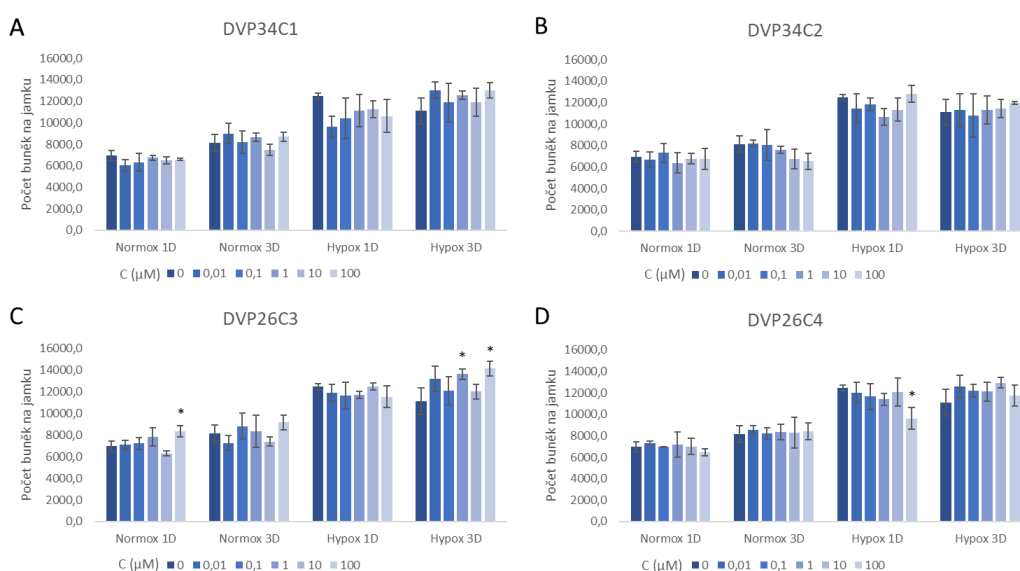 A
DVP34C1
Počet buněk na jamku
16000,0
14000,0
12000,0
10000,0
8000,0
6000,0
4000,0
2000,0
0,0
Normox 1D Normox 3D Hypox 1D Hypox 3D
C (µM) 0 0,01 0,1 1 10 100
B
DVP34C2
Počet buněk na jamku
16000,0
14000,0
12000,0
10000,0
8000,0
6000,0
4000,0
2000,0
0,0
Normox 1D Normox 3D Hypox 1D Hypox 3D
C (µM) 0 0,01 0,1 1 10 100
C
DVP26C3
Počet buněk na jamku
16000,0
14000,0
12000,0
10000,0
8000,0
6000,0
4000,0
2000,0
0,0
* * *
Normox 1D Normox 3D Hypox 1D Hypox 3D
C (µM) 0 0,01 0,1 1 10 100
D
DVP26C4
Počet buněk na jamku
16000,0
14000,0
12000,0
10000,0
8000,0
6000,0
4000,0
2000,0
0,0
*
Normox 1D Normox 3D Hypox 1D Hypox 3D
C (µM) 0 0,01 0,1 1 10 100